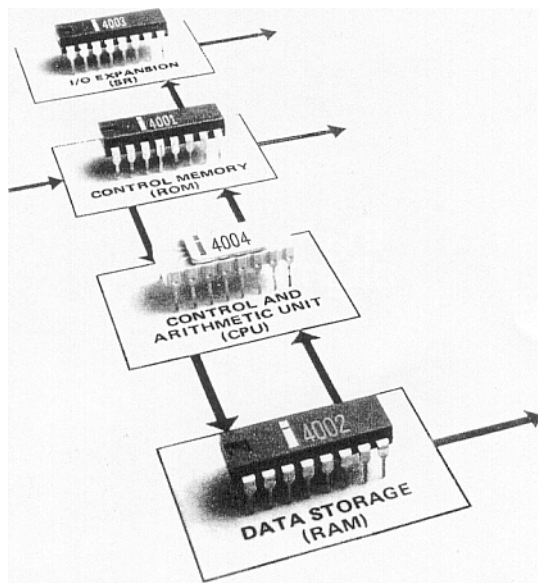 i 4003
I/O EXPANSION
(SR)
i 4001
CONTROL MEMORY
(ROM)
i 4004
CONTROL AND
ARITHMETIC UNIT
(CPU)
i 4002
DATA STORAGE
(RAM)